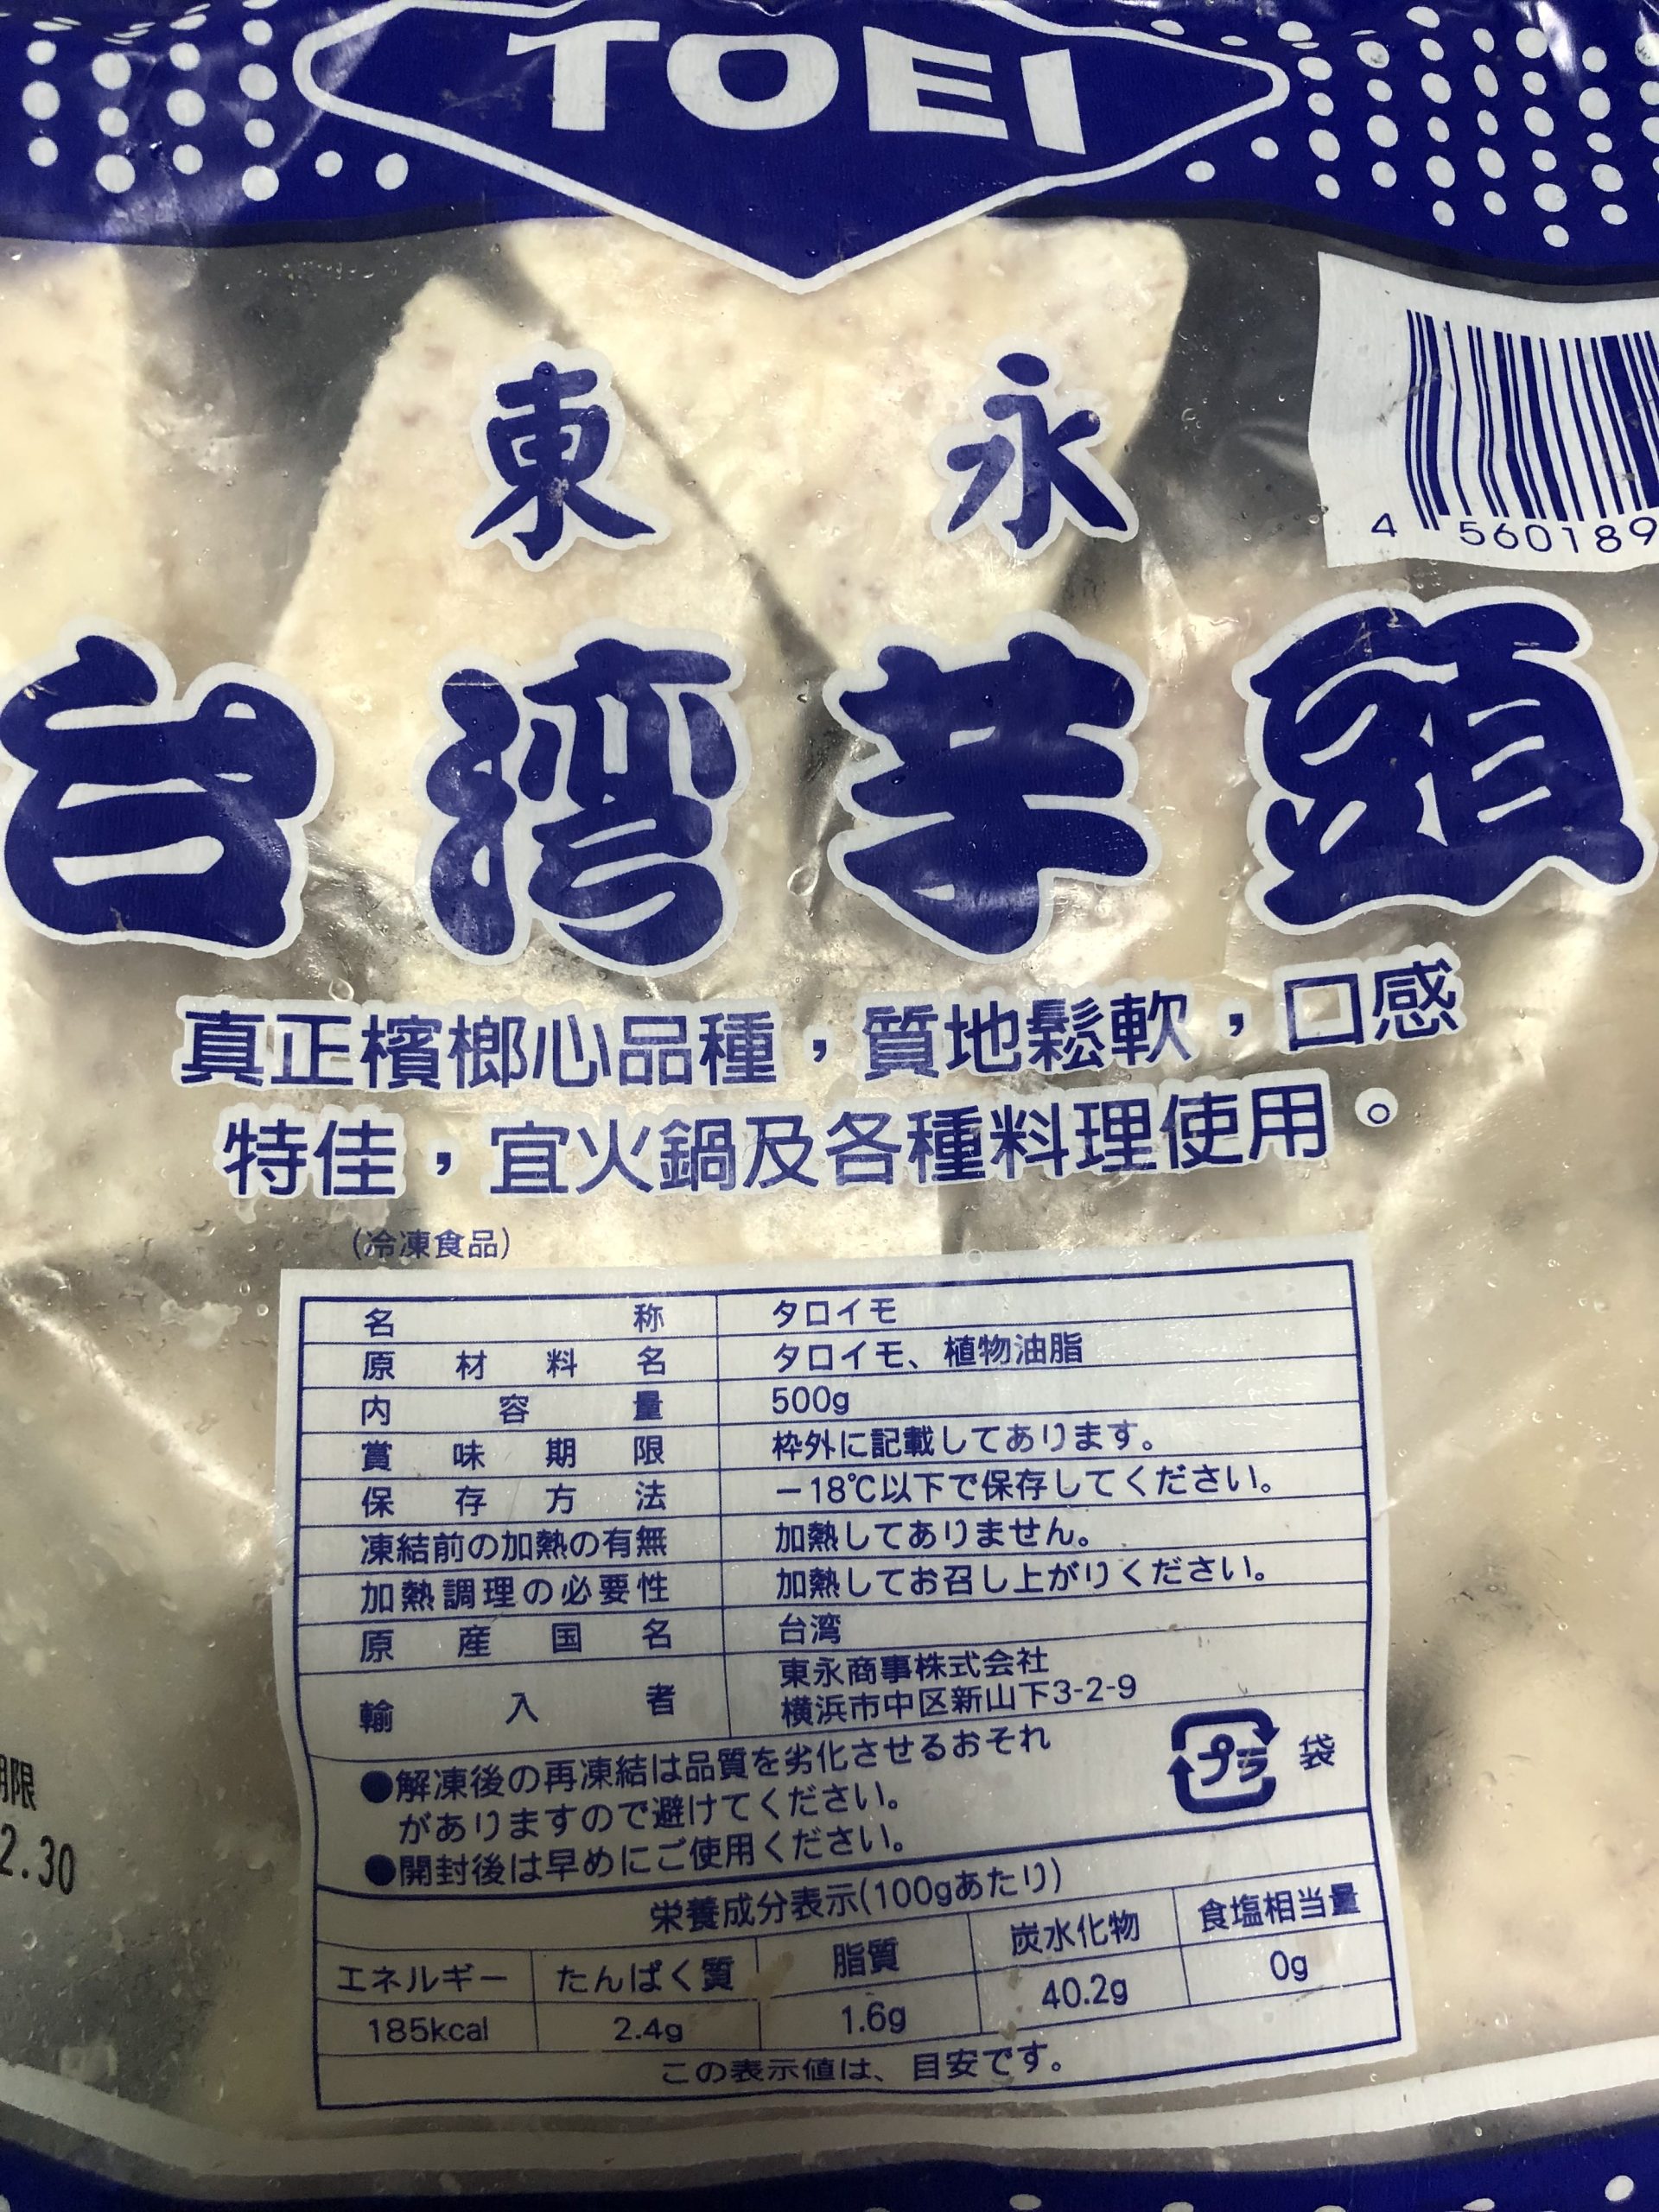 TOEI
東永
4 560189
台湾芋頭
真正檳榔心品種，質地鬆軟，口感
特佳，宜火鍋及各種料理使用。
(冷凍食品)
名称 タロイモ
原材料名 タロイモ、植物油脂
内容量 500g
賞味期限 枠外に記載してあります。
保存方法 －18℃以下で保存してください。
凍結前の加熱の有無 加熱してありません。
加熱調理の必要性 加熱してお召し上がりください。
原産国名 台湾
輸入者 東永商事株式会社
横浜市中区新山下3-2-9
●解凍後の再凍結は品質を劣化させるおそれ
がありますので避けてください。
●開封後は早めにご使用ください。
プラ 袋
期限
2.30
栄養成分表示(100gあたり)
エネルギー たんぱく質 脂質 炭水化物 食塩相当量
185kcal 2.4g 1.6g 40.2g 0g
この表示値は、目安です。